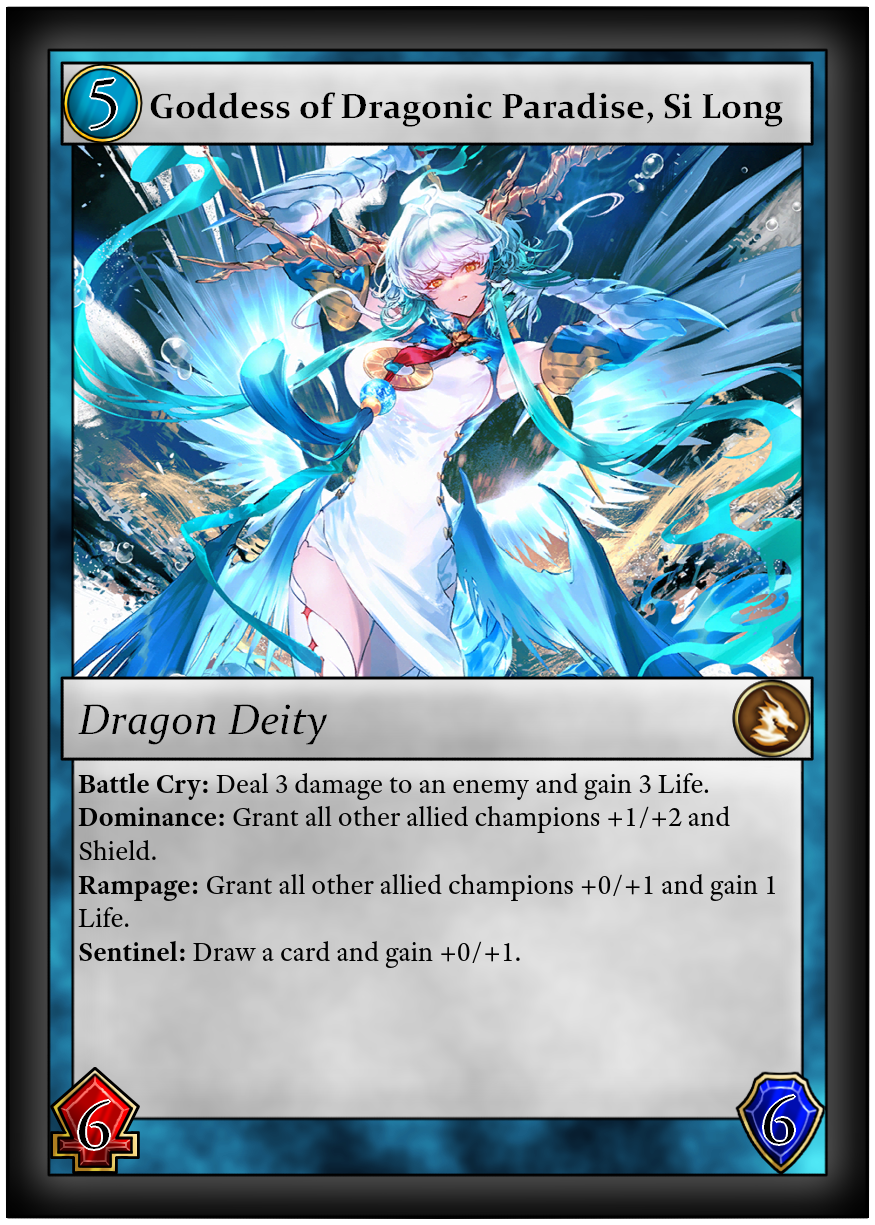 5
Goddess of Dragonic Paradise, Si Long
Dragon Deity
Battle Cry: Deal 3 damage to an enemy and gain 3 Life.
Dominance: Grant all other allied champions +1/+2 and
Shield.
Rampage: Grant all other allied champions +0/+1 and gain 1
Life.
Sentinel: Draw a card and gain +0/+1.
6
6